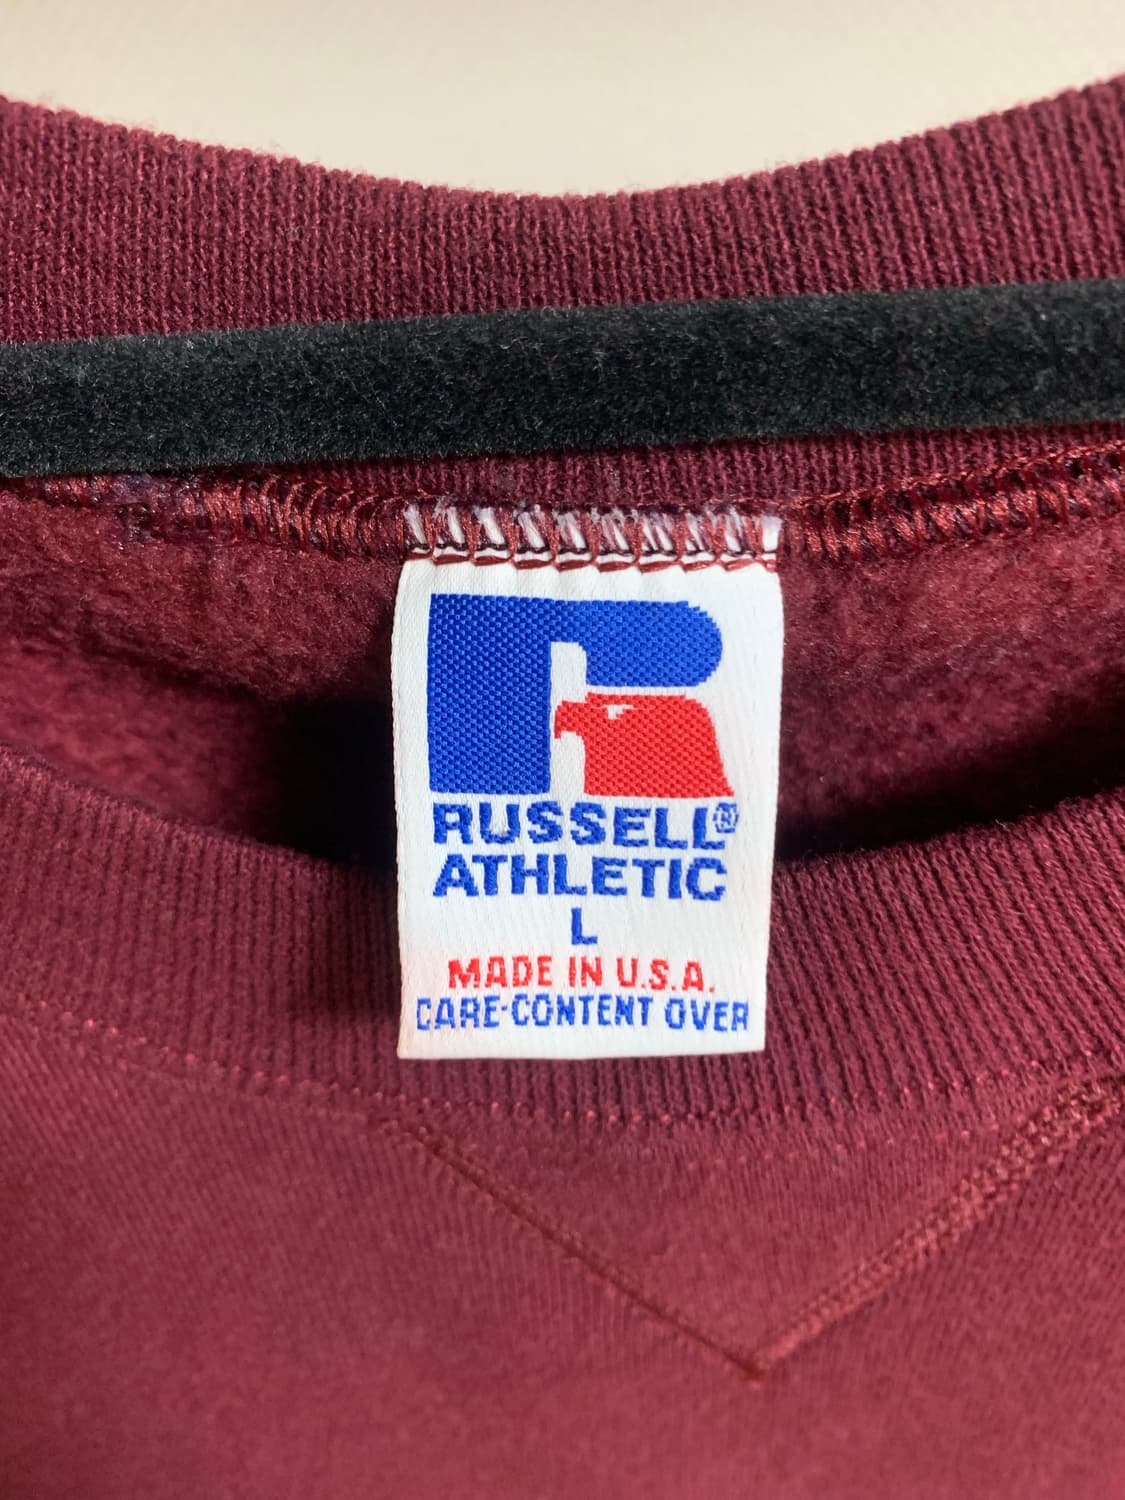 RUSSELL®
ATHLETIC
L
MADE IN U.S.A.
CARE-CONTENT OVER